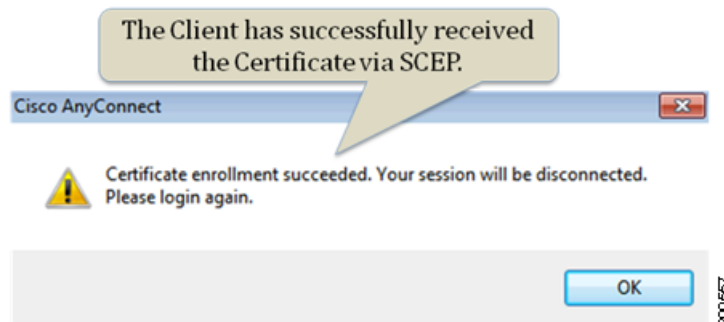 The Client has successfully received
the Certificate via SCEP.
Cisco AnyConnect
Certificate enrollment succeeded. Your session will be disconnected.
Please login again.
OK